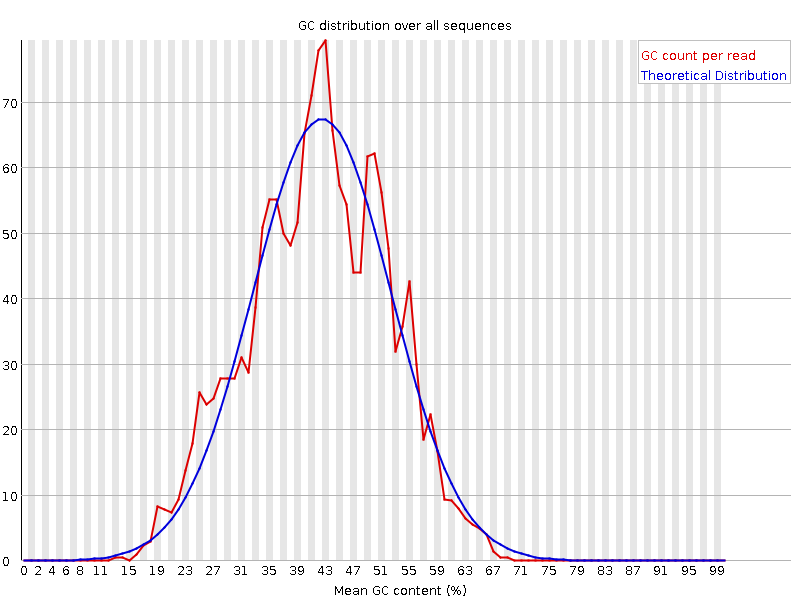 GC distribution over all sequences
GC count per read
Theoretical Distribution
70
60
50
40
30
20
10
0
0 2 4 6 8 11 15 19 23 27 31 35 39 43 47 51 55 59 63 67 71 75 79 83 87 91 95 99
Mean GC content (%)